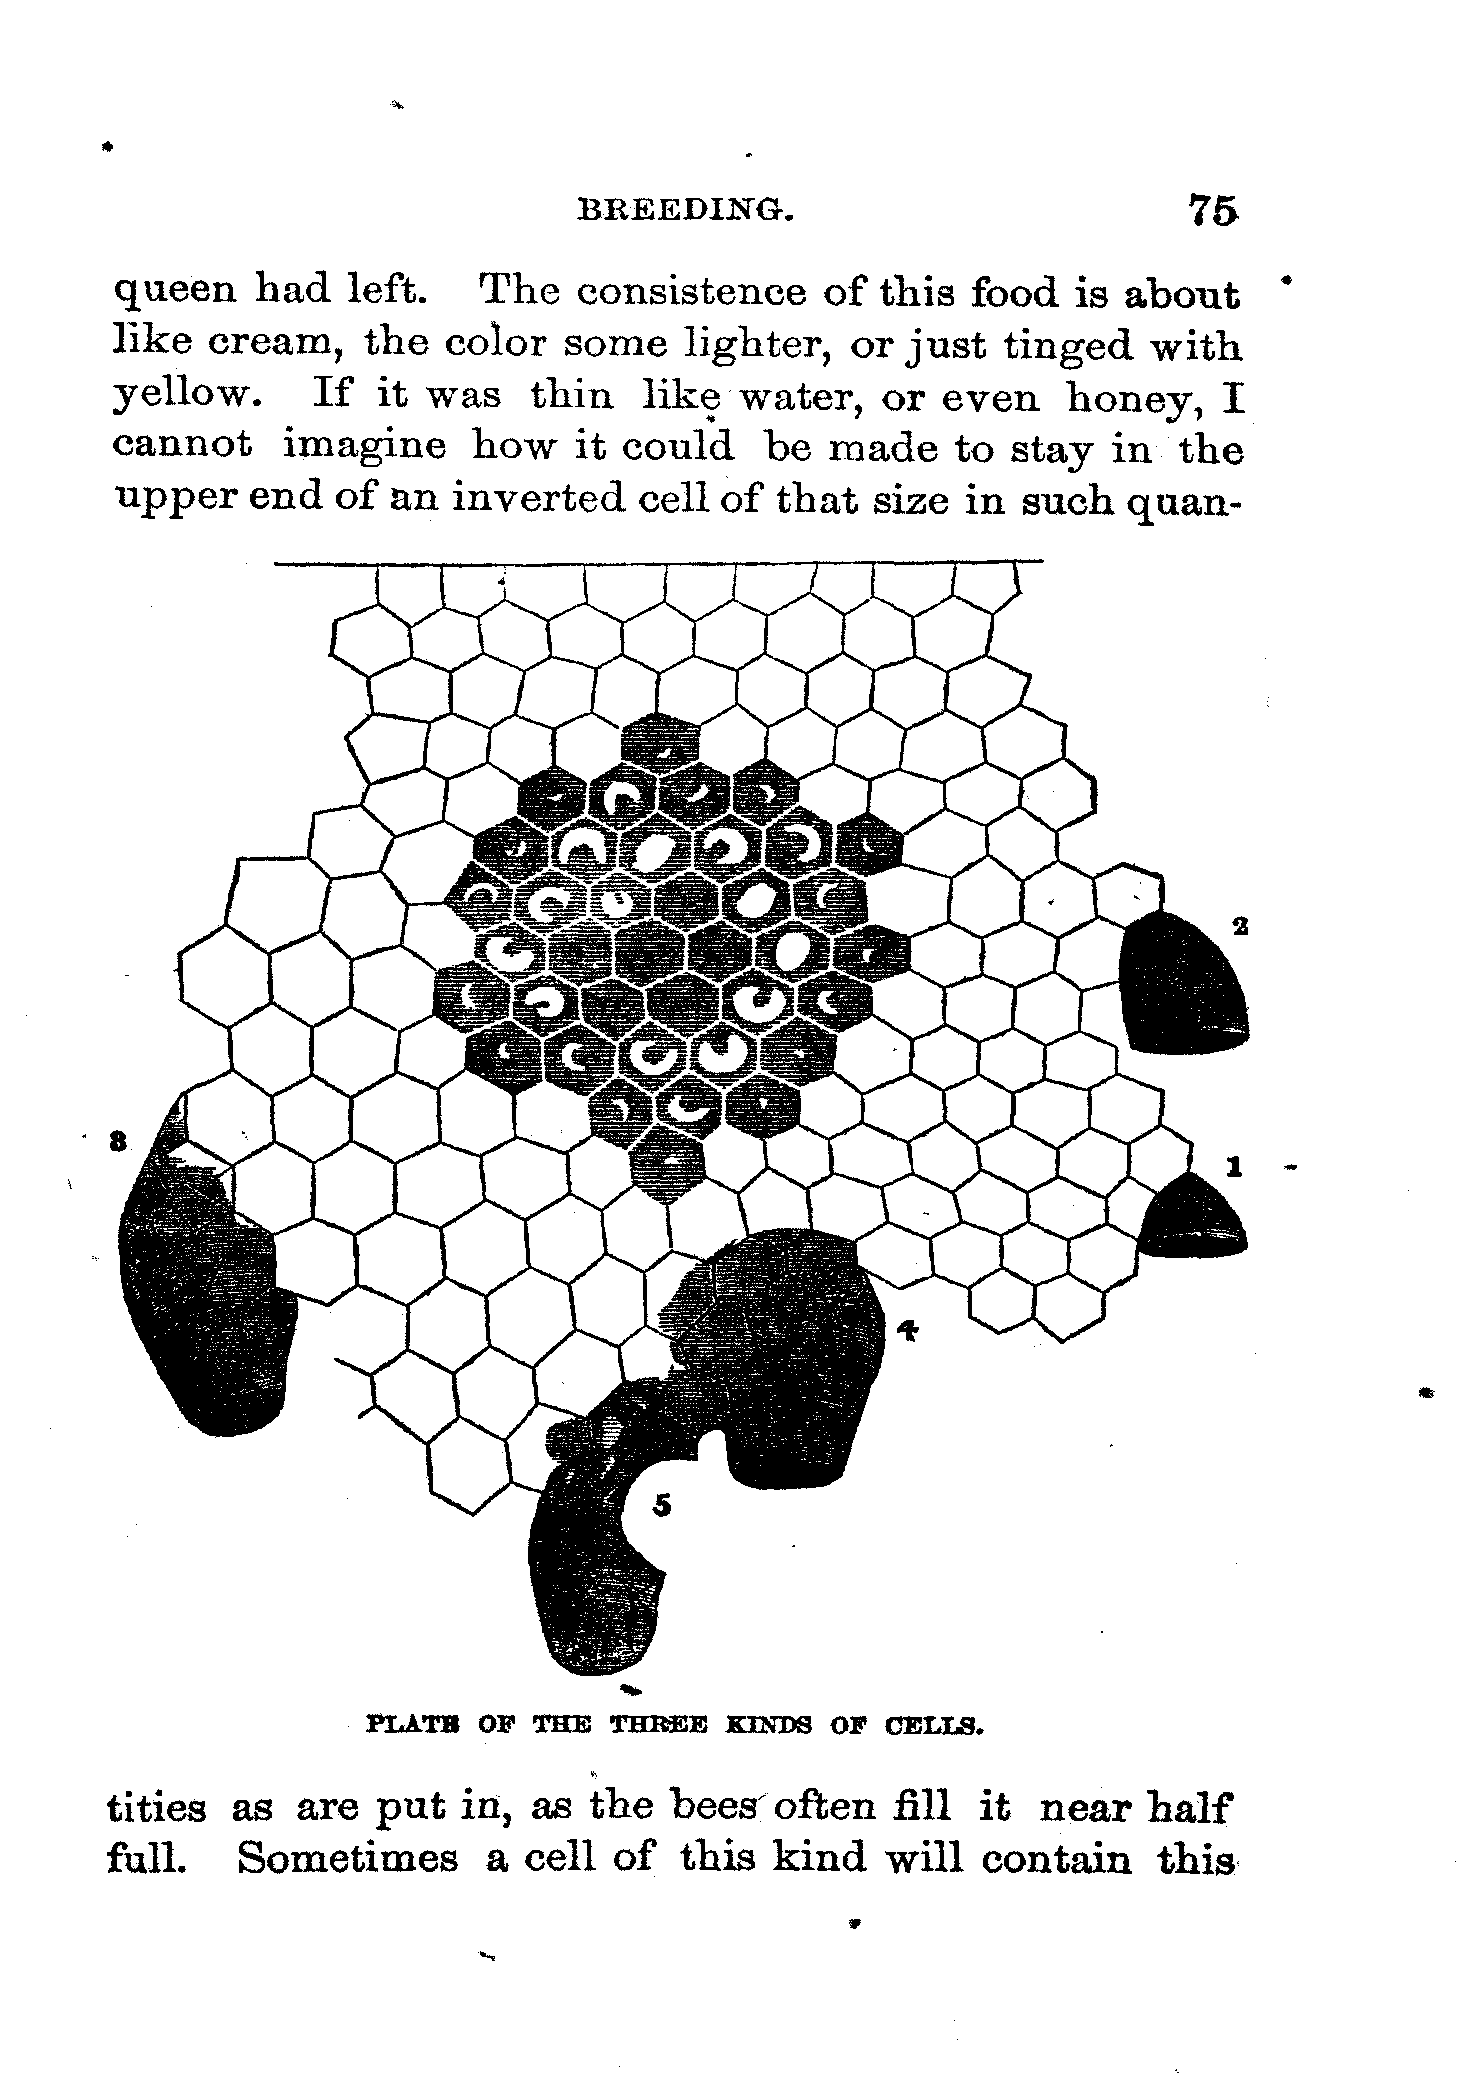 BREEDING. 75
queen had left. The consistence of this food is about
like cream, the color some lighter, or just tinged with
yellow. If it was thin like water, or even honey, I
cannot imagine how it could be made to stay in the
upper end of an inverted cell of that size in such quan-
2
3
1
4
5
PLATE OF THE THREE KINDS OF CELLS.
tities as are put in, as the bees often fill it near half
full. Sometimes a cell of this kind will contain this